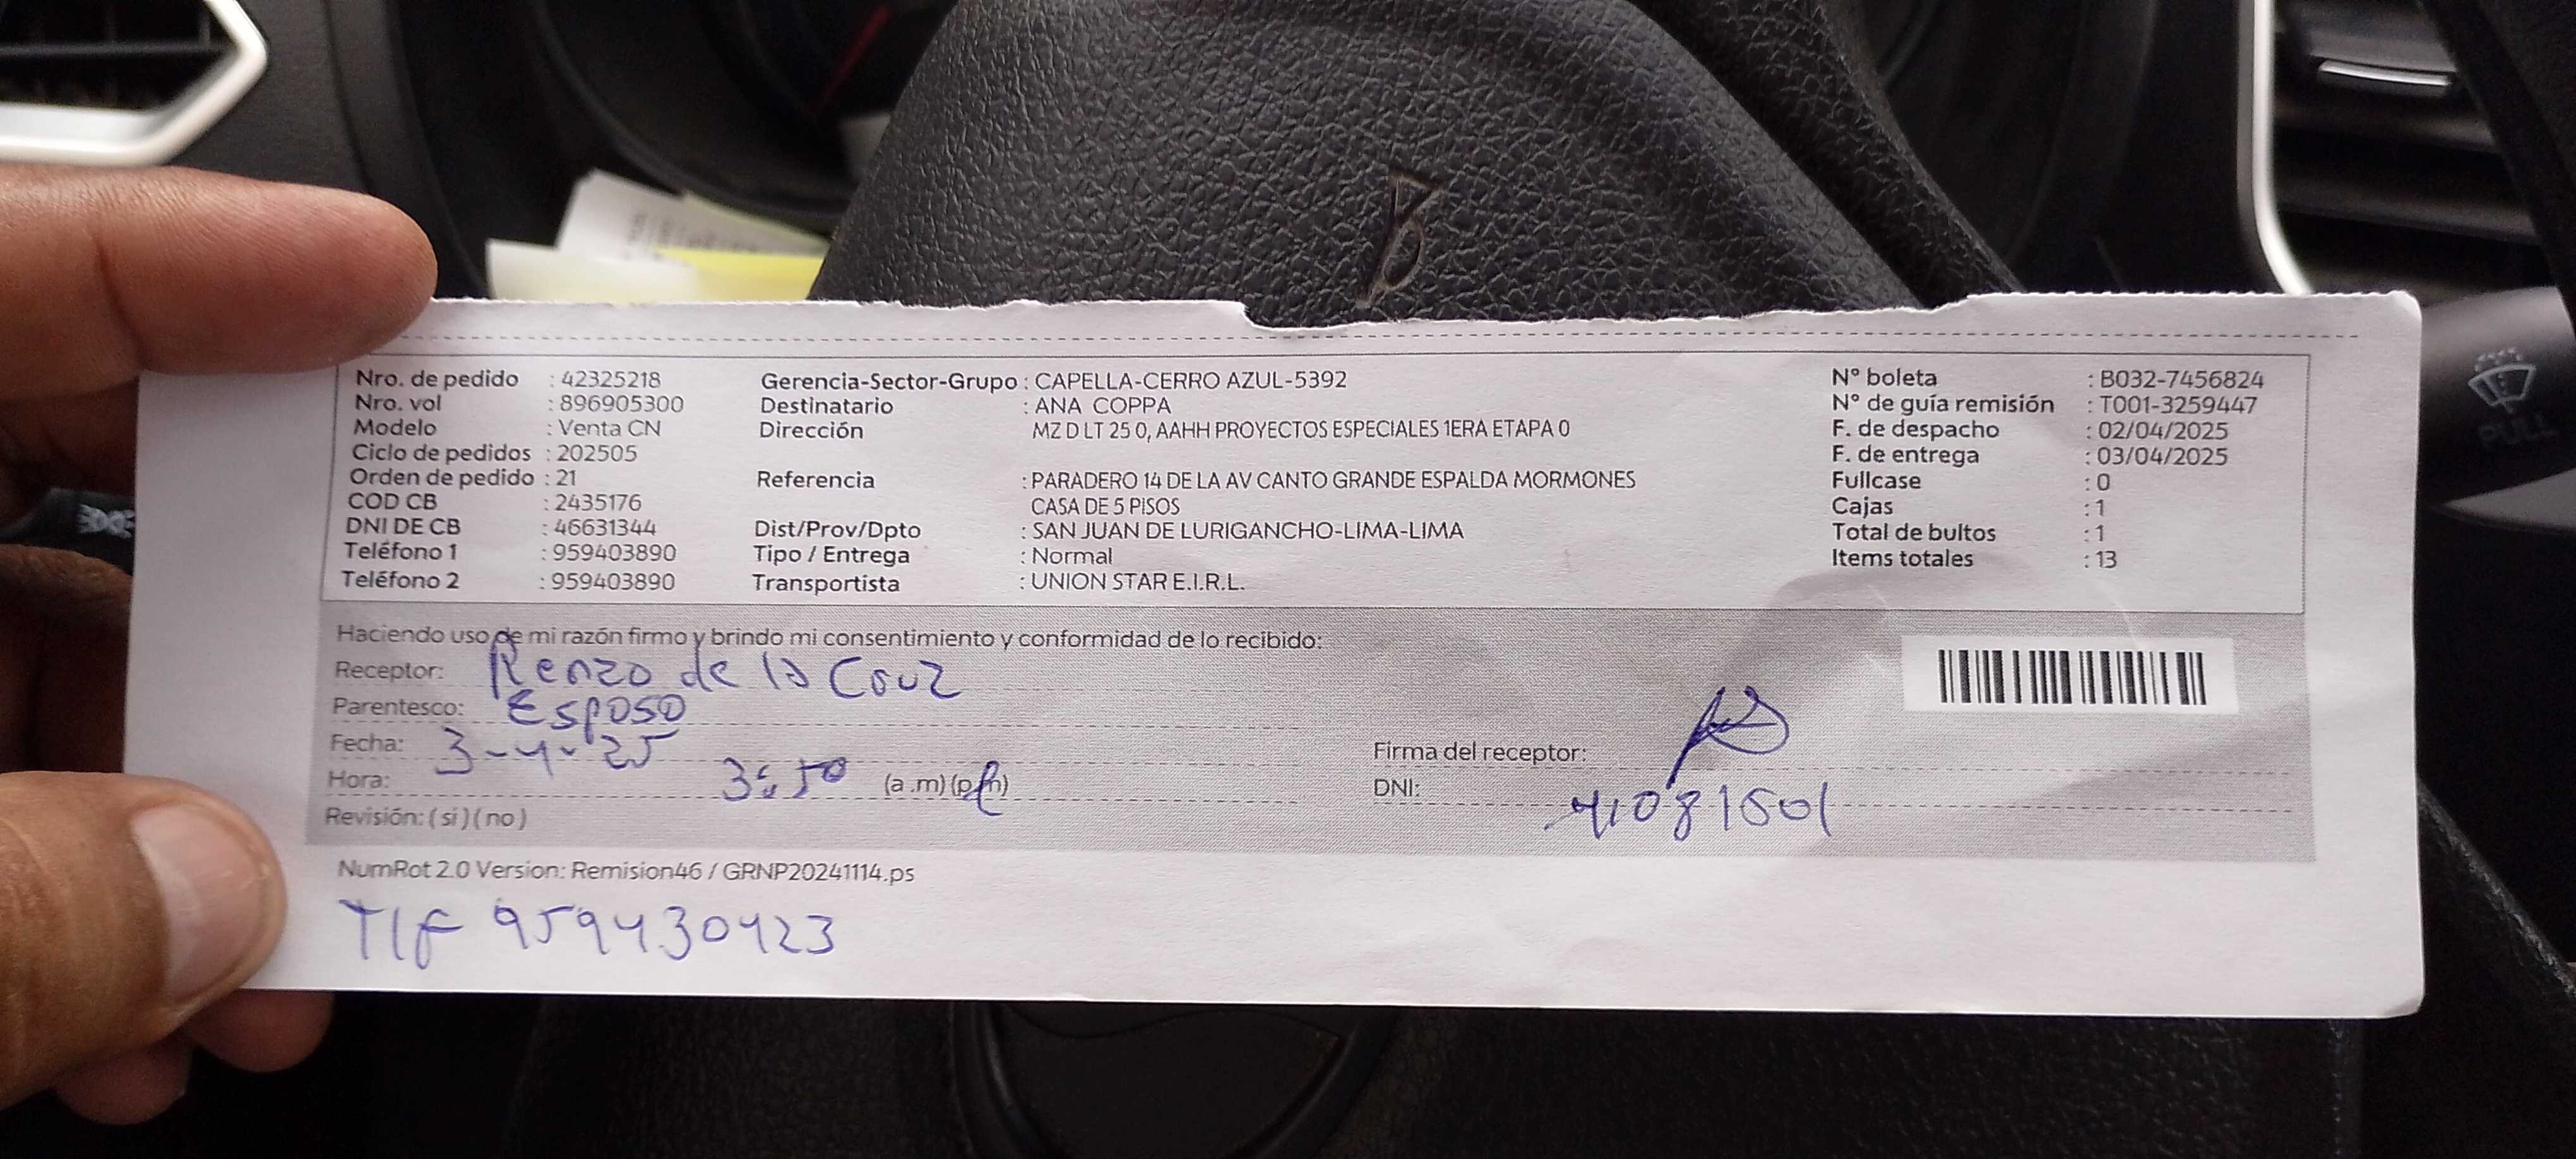 Nro. de pedido : 42325218
Nro. vol : 896905300
Modelo : Venta CN
Ciclo de pedidos : 202505
Orden de pedido : 21
COD CB : 2435176
DNI DE CB : 46631344
Teléfono 1 : 959403890
Teléfono 2 : 959403890
Gerencia-Sector-Grupo : CAPELLA-CERRO AZUL-5392
Destinatario : ANA COPPA
Dirección MZ D LT 25 0, AAHH PROYECTOS ESPECIALES 1ERA ETAPA 0
Referencia : PARADERO 14 DE LA AV CANTO GRANDE ESPALDA MORMONES
CASA DE 5 PISOS
Dist/Prov/Dpto : SAN JUAN DE LURIGANCHO-LIMA-LIMA
Tipo / Entrega : Normal
Transportista : UNION STAR E.I.R.L.
N° boleta : B032-7456824
N° de guía remisión : T001-3259447
F. de despacho : 02/04/2025
F. de entrega : 03/04/2025
Fullcase : 0
Cajas : 1
Total de bultos : 1
Items totales : 13
Haciendo uso de mi razón firmo y brindo mi consentimiento y conformidad de lo recibido:
Receptor: Renzo de la Cruz
Parentesco: Esposo
Fecha: 3-4-25
Hora: 3:50 (a.m) (p.m)
Revisión: ( si ) ( no )
Firma del receptor:
DNI: 41081501
NumRot 2.0 Version: Remision46 / GRNP20241114.ps
Tlf 959430423
PULL